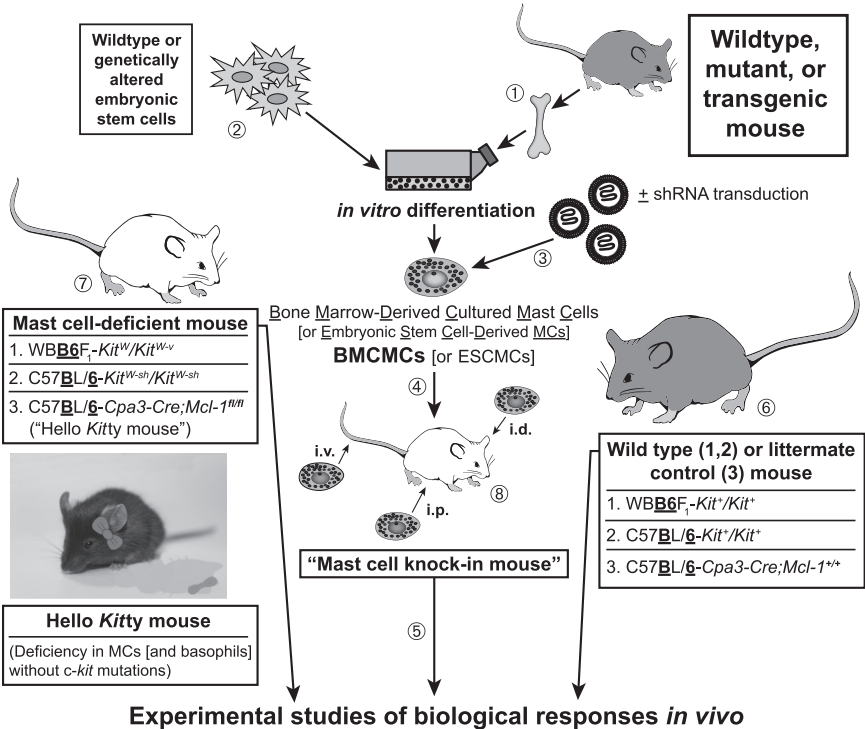 Wildtype or
genetically
altered
embryonic
stem cells
②
①
Wildtype,
mutant, or
transgenic
mouse
in vitro differentiation
± shRNA transduction
③
Bone Marrow-Derived Cultured Mast Cells
[or Embryonic Stem Cell-Derived MCs]
BMCMCs [or ESCMCs]
④
⑦
Mast cell-deficient mouse
1. WBB6F1-KitW/KitW-v
2. C57BL/6-KitW-sh/KitW-sh
3. C57BL/6-Cpa3-Cre;Mcl-1fl/fl
("Hello Kitty mouse")
Hello Kitty mouse
(Deficiency in MCs [and basophils]
without c-kit mutations)
i.v.
i.d.
i.p.
⑧
"Mast cell knock-in mouse"
⑤
⑥
Wild type (1,2) or littermate
control (3) mouse
1. WBB6F1-Kit+/Kit+
2. C57BL/6-Kit+/Kit+
3. C57BL/6-Cpa3-Cre;Mcl-1+/+
Experimental studies of biological responses in vivo